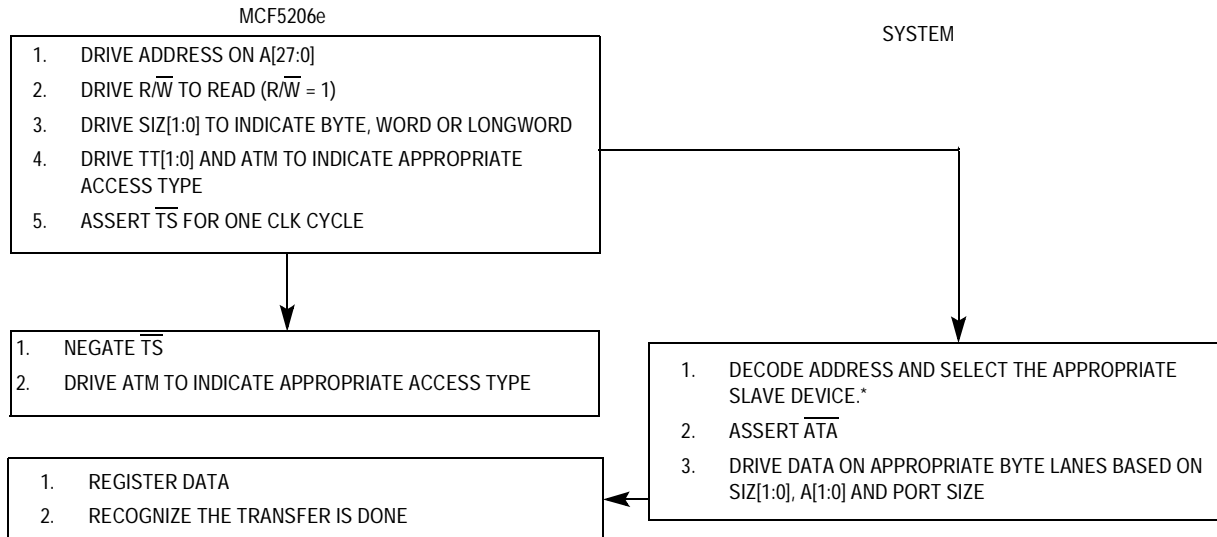 MCF5206e
SYSTEM
1. DRIVE ADDRESS ON A[27:0]
2. DRIVE R/W̅ TO READ (R/W̅ = 1)
3. DRIVE SIZ[1:0] TO INDICATE BYTE, WORD OR LONGWORD
4. DRIVE TT[1:0] AND ATM TO INDICATE APPROPRIATE
ACCESS TYPE
5. ASSERT T̅S̅ FOR ONE CLK CYCLE
1. NEGATE T̅S̅
2. DRIVE ATM TO INDICATE APPROPRIATE ACCESS TYPE
1. DECODE ADDRESS AND SELECT THE APPROPRIATE
SLAVE DEVICE.*
2. ASSERT A̅T̅A̅
3. DRIVE DATA ON APPROPRIATE BYTE LANES BASED ON
SIZ[1:0], A[1:0] AND PORT SIZE
1. REGISTER DATA
2. RECOGNIZE THE TRANSFER IS DONE